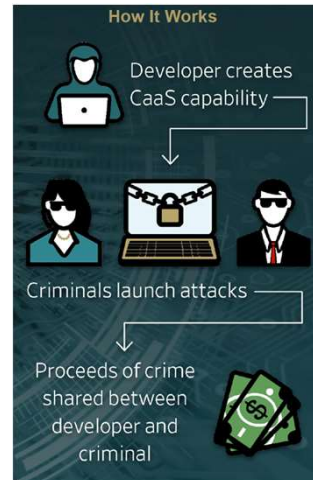 How It Works
Developer creates
CaaS capability
Criminals launch attacks
Proceeds of crime
shared between
developer and
criminal
$